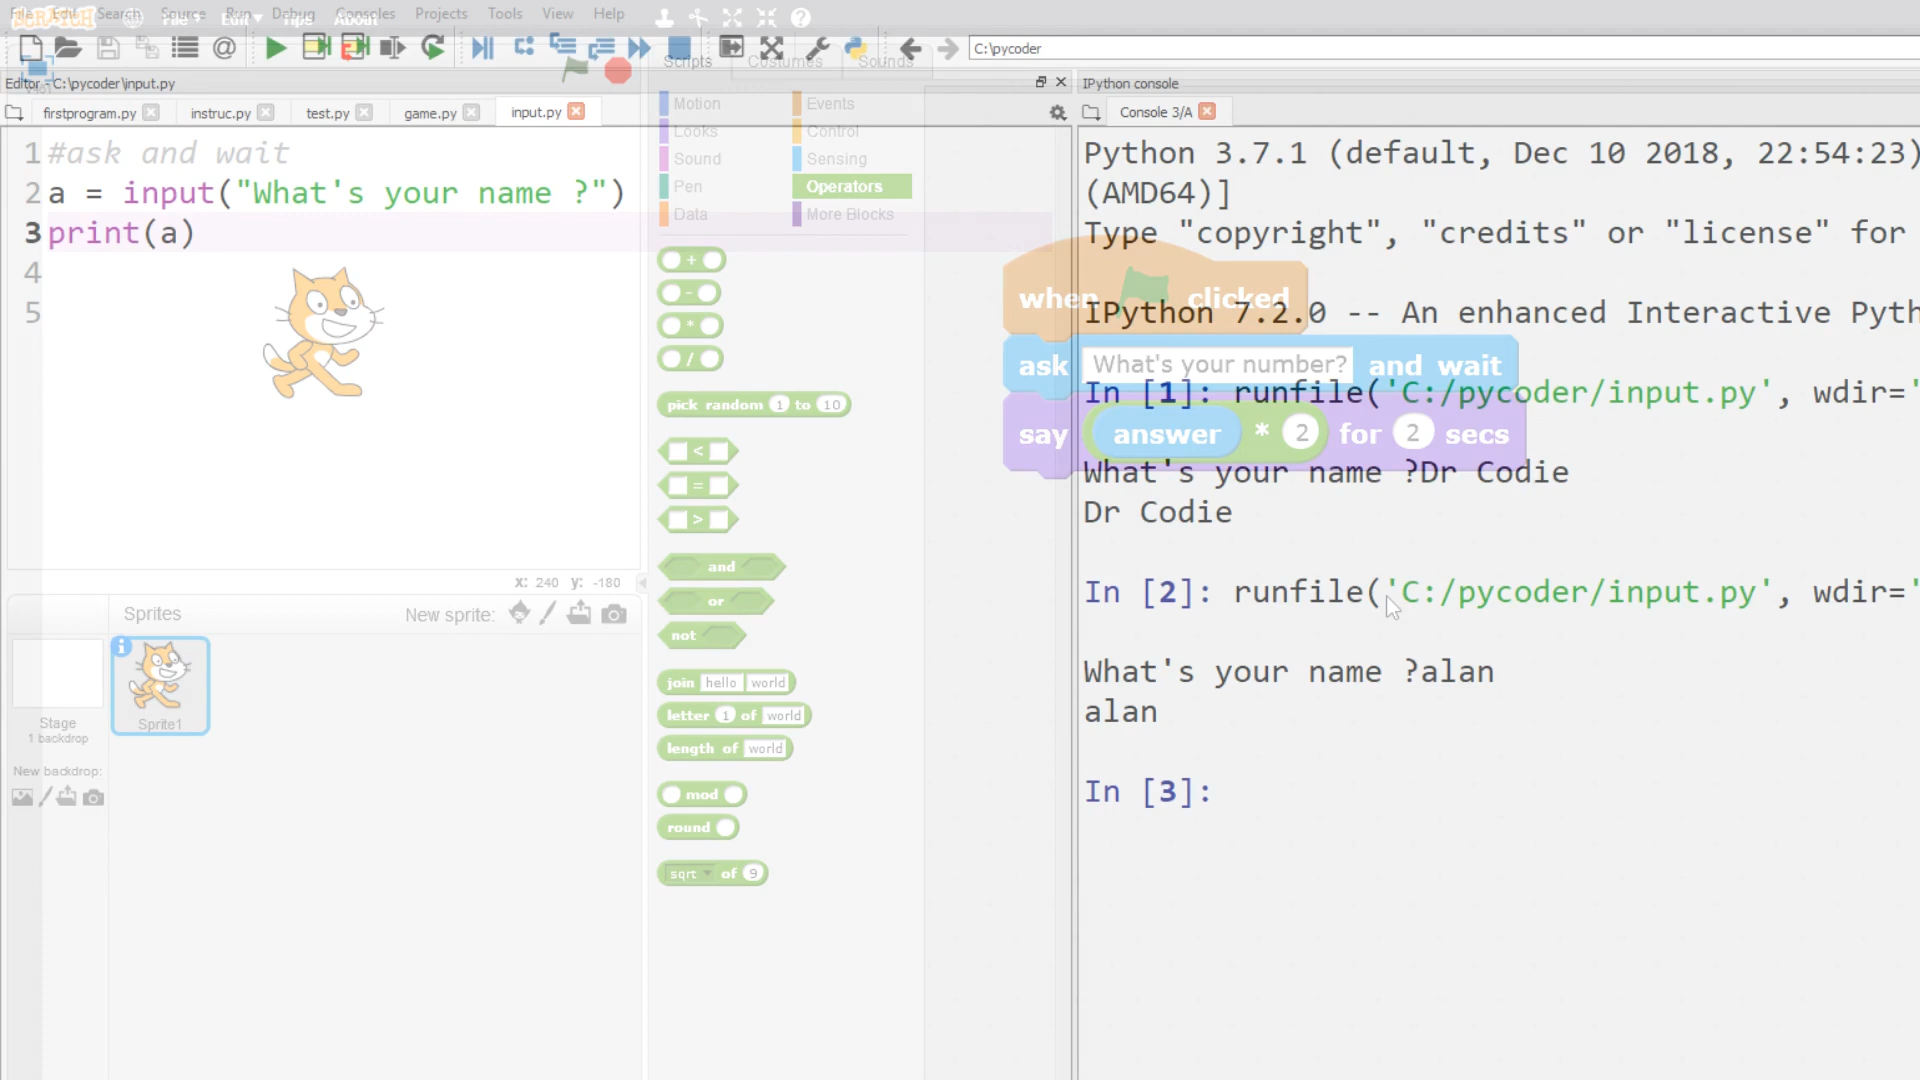 File Edit Search Source Run Debug Consoles Projects Tools View Help
SCRATCH File Edit Tips About
C:\pycoder
Editor - C:\pycoder\input.py
firstprogram.py instruc.py test.py game.py input.py
1 #ask and wait
2 a = input("What's your name ?")
3 print(a)
4
5
x: 240 y: -180
Sprites New sprite:
Sprite1
Stage
1 backdrop
New backdrop:
Scripts Costumes Sounds
Motion Events
Looks Control
Sound Sensing
Pen Operators
Data More Blocks
+
-
*
/
pick random 1 to 10
<
=
>
and
or
not
join hello world
letter 1 of world
length of world
mod
round
sqrt of 9
when clicked
ask What's your number? and wait
say answer * 2 for 2 secs
IPython console
Console 3/A
Python 3.7.1 (default, Dec 10 2018, 22:54:23)
(AMD64)]
Type "copyright", "credits" or "license" for
IPython 7.2.0 -- An enhanced Interactive Pyth
In [1]: runfile('C:/pycoder/input.py', wdir='
What's your name ?Dr Codie
Dr Codie
In [2]: runfile('C:/pycoder/input.py', wdir='
What's your name ?alan
alan
In [3]: